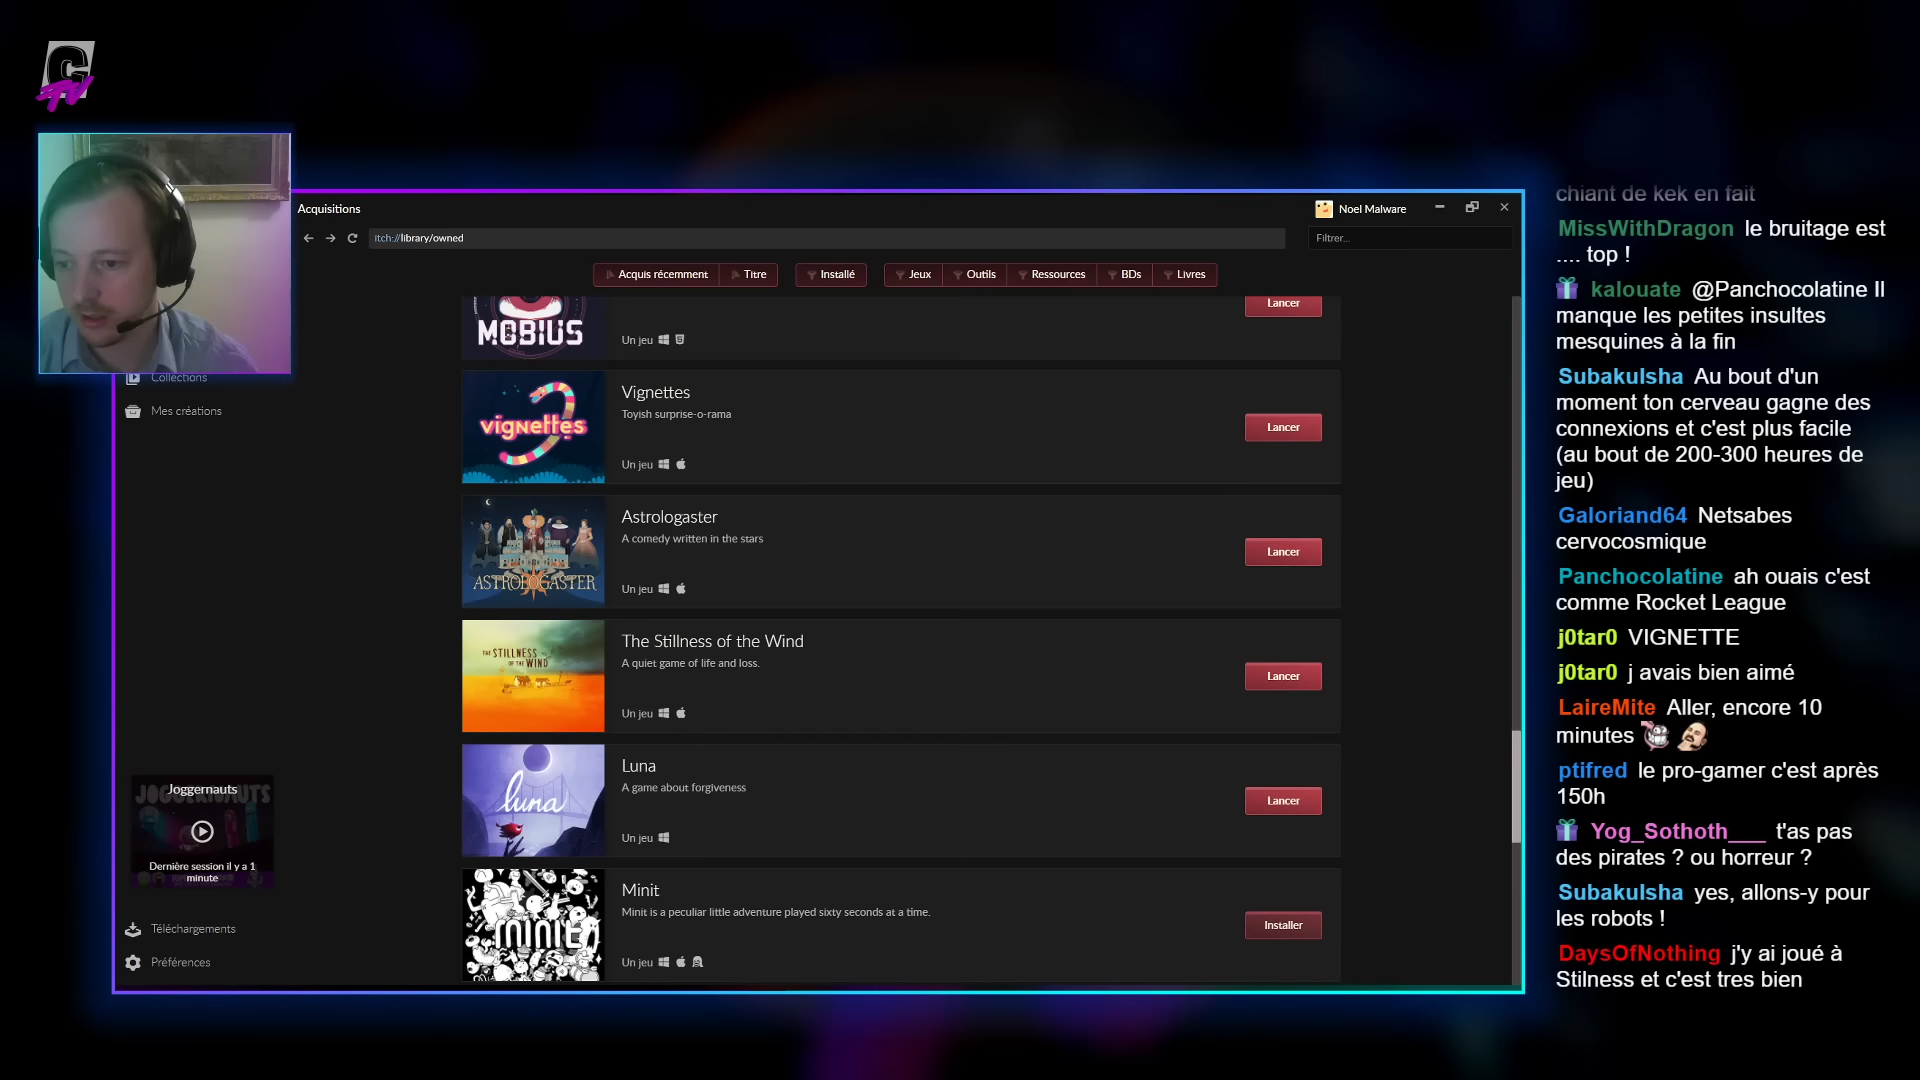 C
TV
Acquisitions
Noel Malware
itch://library/owned
Filtrer...
Acquis récemment
Titre
Installé
Jeux
Outils
Ressources
BDs
Livres
Collections
Mes créations
JOGGERNAUTS
Joggernauts
Dernière session il y a 1
minute
Téléchargements
Préférences
MOBIUS
Un jeu
Lancer
vignettes
Vignettes
Toyish surprise-o-rama
Un jeu
Lancer
ASTROLOGASTER
Astrologaster
A comedy written in the stars
Un jeu
Lancer
THE STILLNESS
OF THE WIND
The Stillness of the Wind
A quiet game of life and loss.
Un jeu
Lancer
luna
Luna
A game about forgiveness
Un jeu
Lancer
MINIT
Minit
Minit is a peculiar little adventure played sixty seconds at a time.
Un jeu
Installer
chiant de kek en fait
MissWithDragon le bruitage est
.... top !
kalouate @Panchocolatine Il
manque les petites insultes
mesquines à la fin
Subakulsha Au bout d'un
moment ton cerveau gagne des
connexions et c'est plus facile
(au bout de 200-300 heures de
jeu)
Galoriand64 Netsabes
cervocosmique
Panchocolatine ah ouais c'est
comme Rocket League
j0tar0 VIGNETTE
j0tar0 j avais bien aimé
LaireMite Aller, encore 10
minutes
ptifred le pro-gamer c'est après
150h
Yog_Sothoth___ t'as pas
des pirates ? ou horreur ?
Subakulsha yes, allons-y pour
les robots !
DaysOfNothing j'y ai joué à
Stilness et c'est tres bien